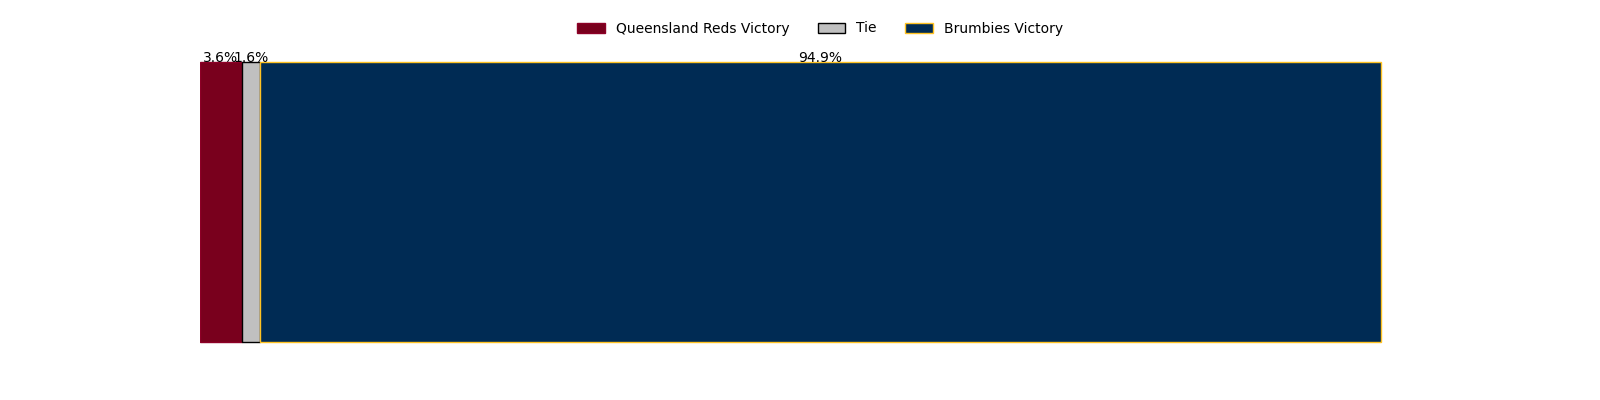 Queensland Reds Victory Tie Brumbies Victory
3.6% 1.6% 94.9%